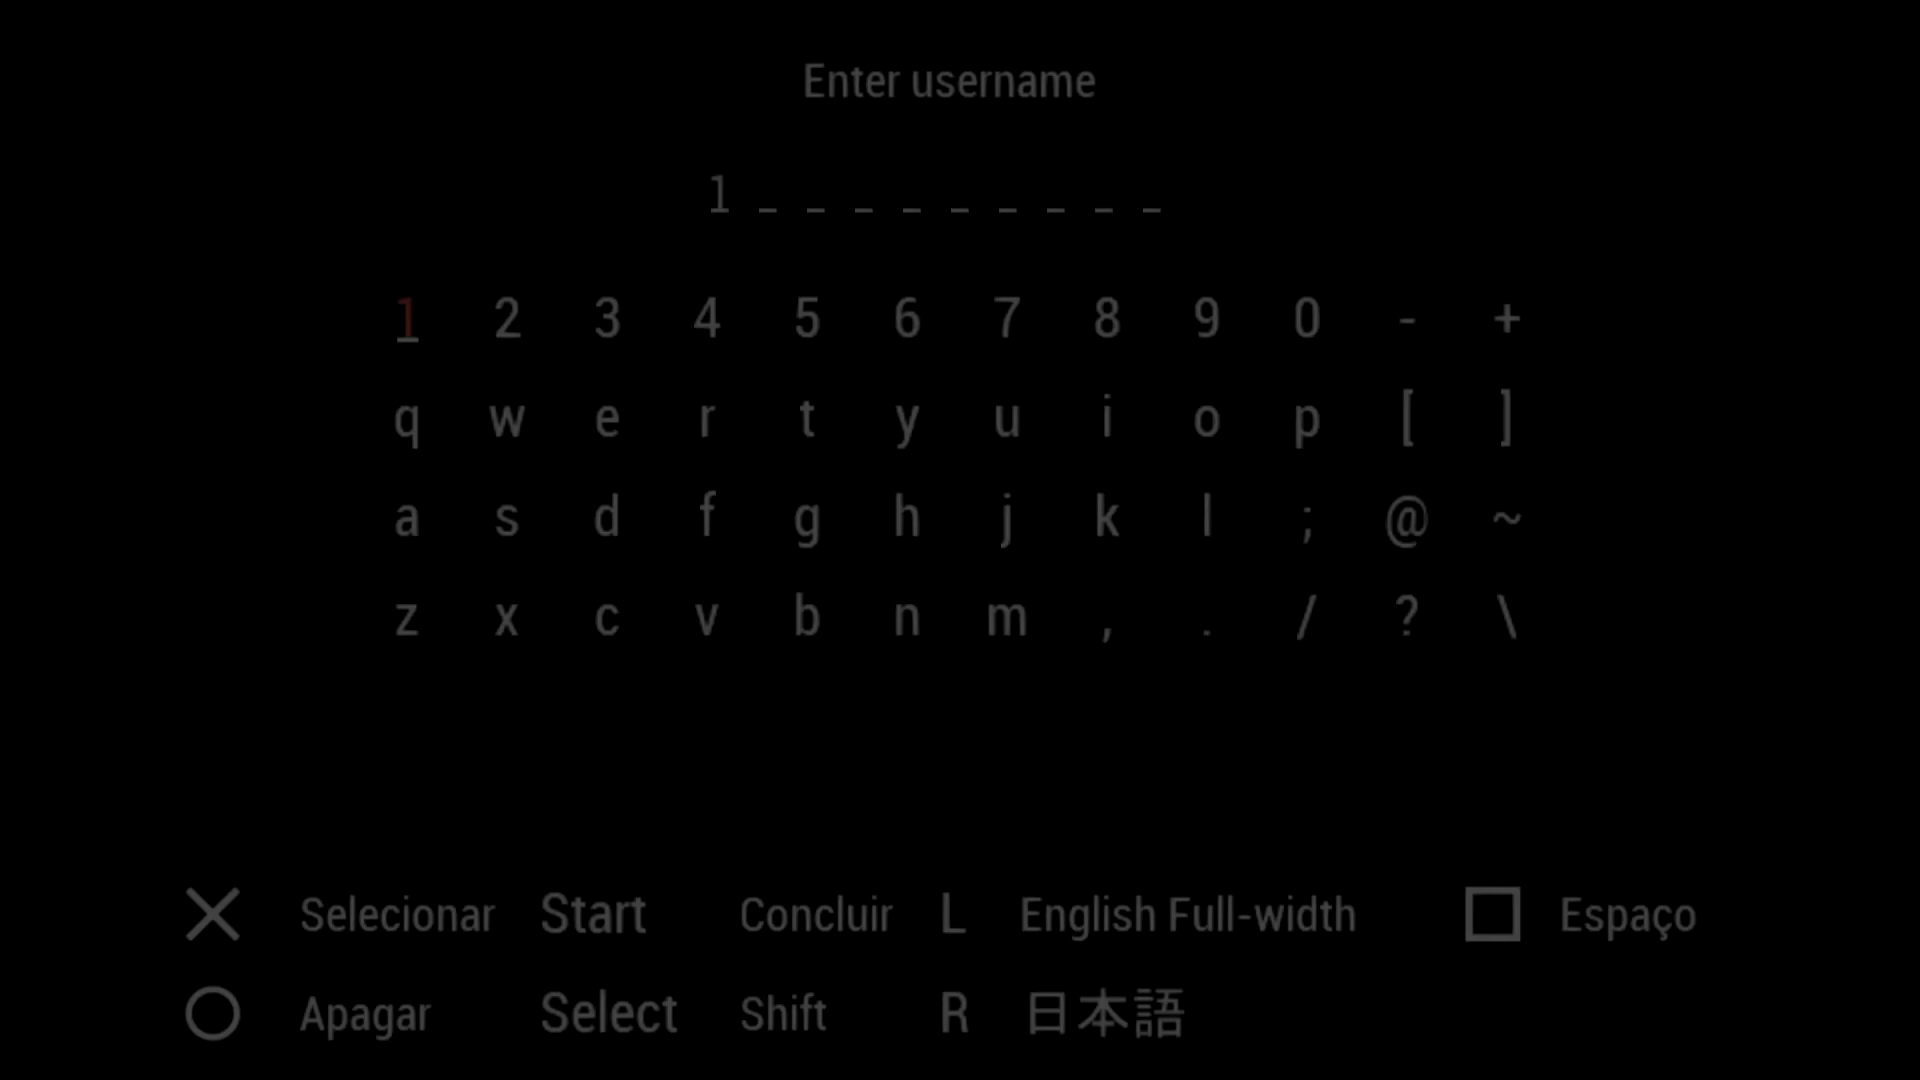 Enter username
1 _ _ _ _ _ _ _ _ _
1 2 3 4 5 6 7 8 9 0 - +
q w e r t y u i o p [ ]
a s d f g h j k l ; @ ~
z x c v b n m , . / ? \
Selecionar Start Concluir L English Full-width Espaço
Apagar Select Shift R 日本語